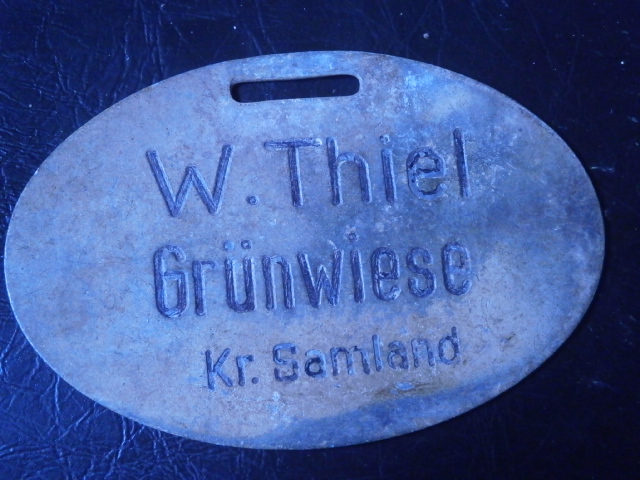 W. Thiel
Grünwiese
Kr. Samland